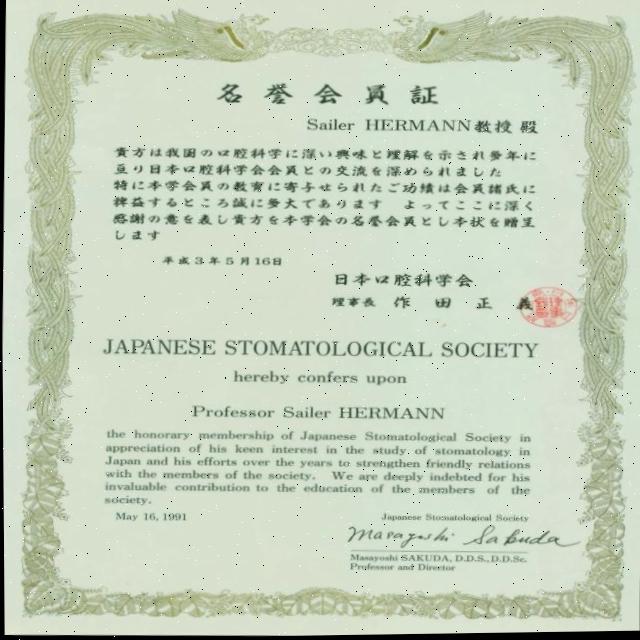 名誉会員証
Sailer HERMANN教授 殿
貴方は我国の口腔科学に深い興味と理解を示され多年に
亘り日本口腔科学会会員との交流を深められました
特に本学会員の教育に寄与せられたご功績は会員諸氏に
裨益するところ誠に多大であります よってここに深く
感謝の意を表し貴方を本学会の名誉会員とし本状を贈呈
します
平成3年5月16日
日本口腔科学会
理事長 作田正義
JAPANESE STOMATOLOGICAL SOCIETY
hereby confers upon
Professor Sailer HERMANN
the honorary membership of Japanese Stomatological Society in
appreciation of his keen interest in the study of stomatology in
Japan and his efforts over the years to strengthen friendly relations
with the members of the society. We are deeply indebted for his
invaluable contribution to the education of the members of the
society.
May 16, 1991
Japanese Stomatological Society
Masayoshi Sakuda
Masayoshi SAKUDA, D.D.S., D.D.Sc.
Professor and Director